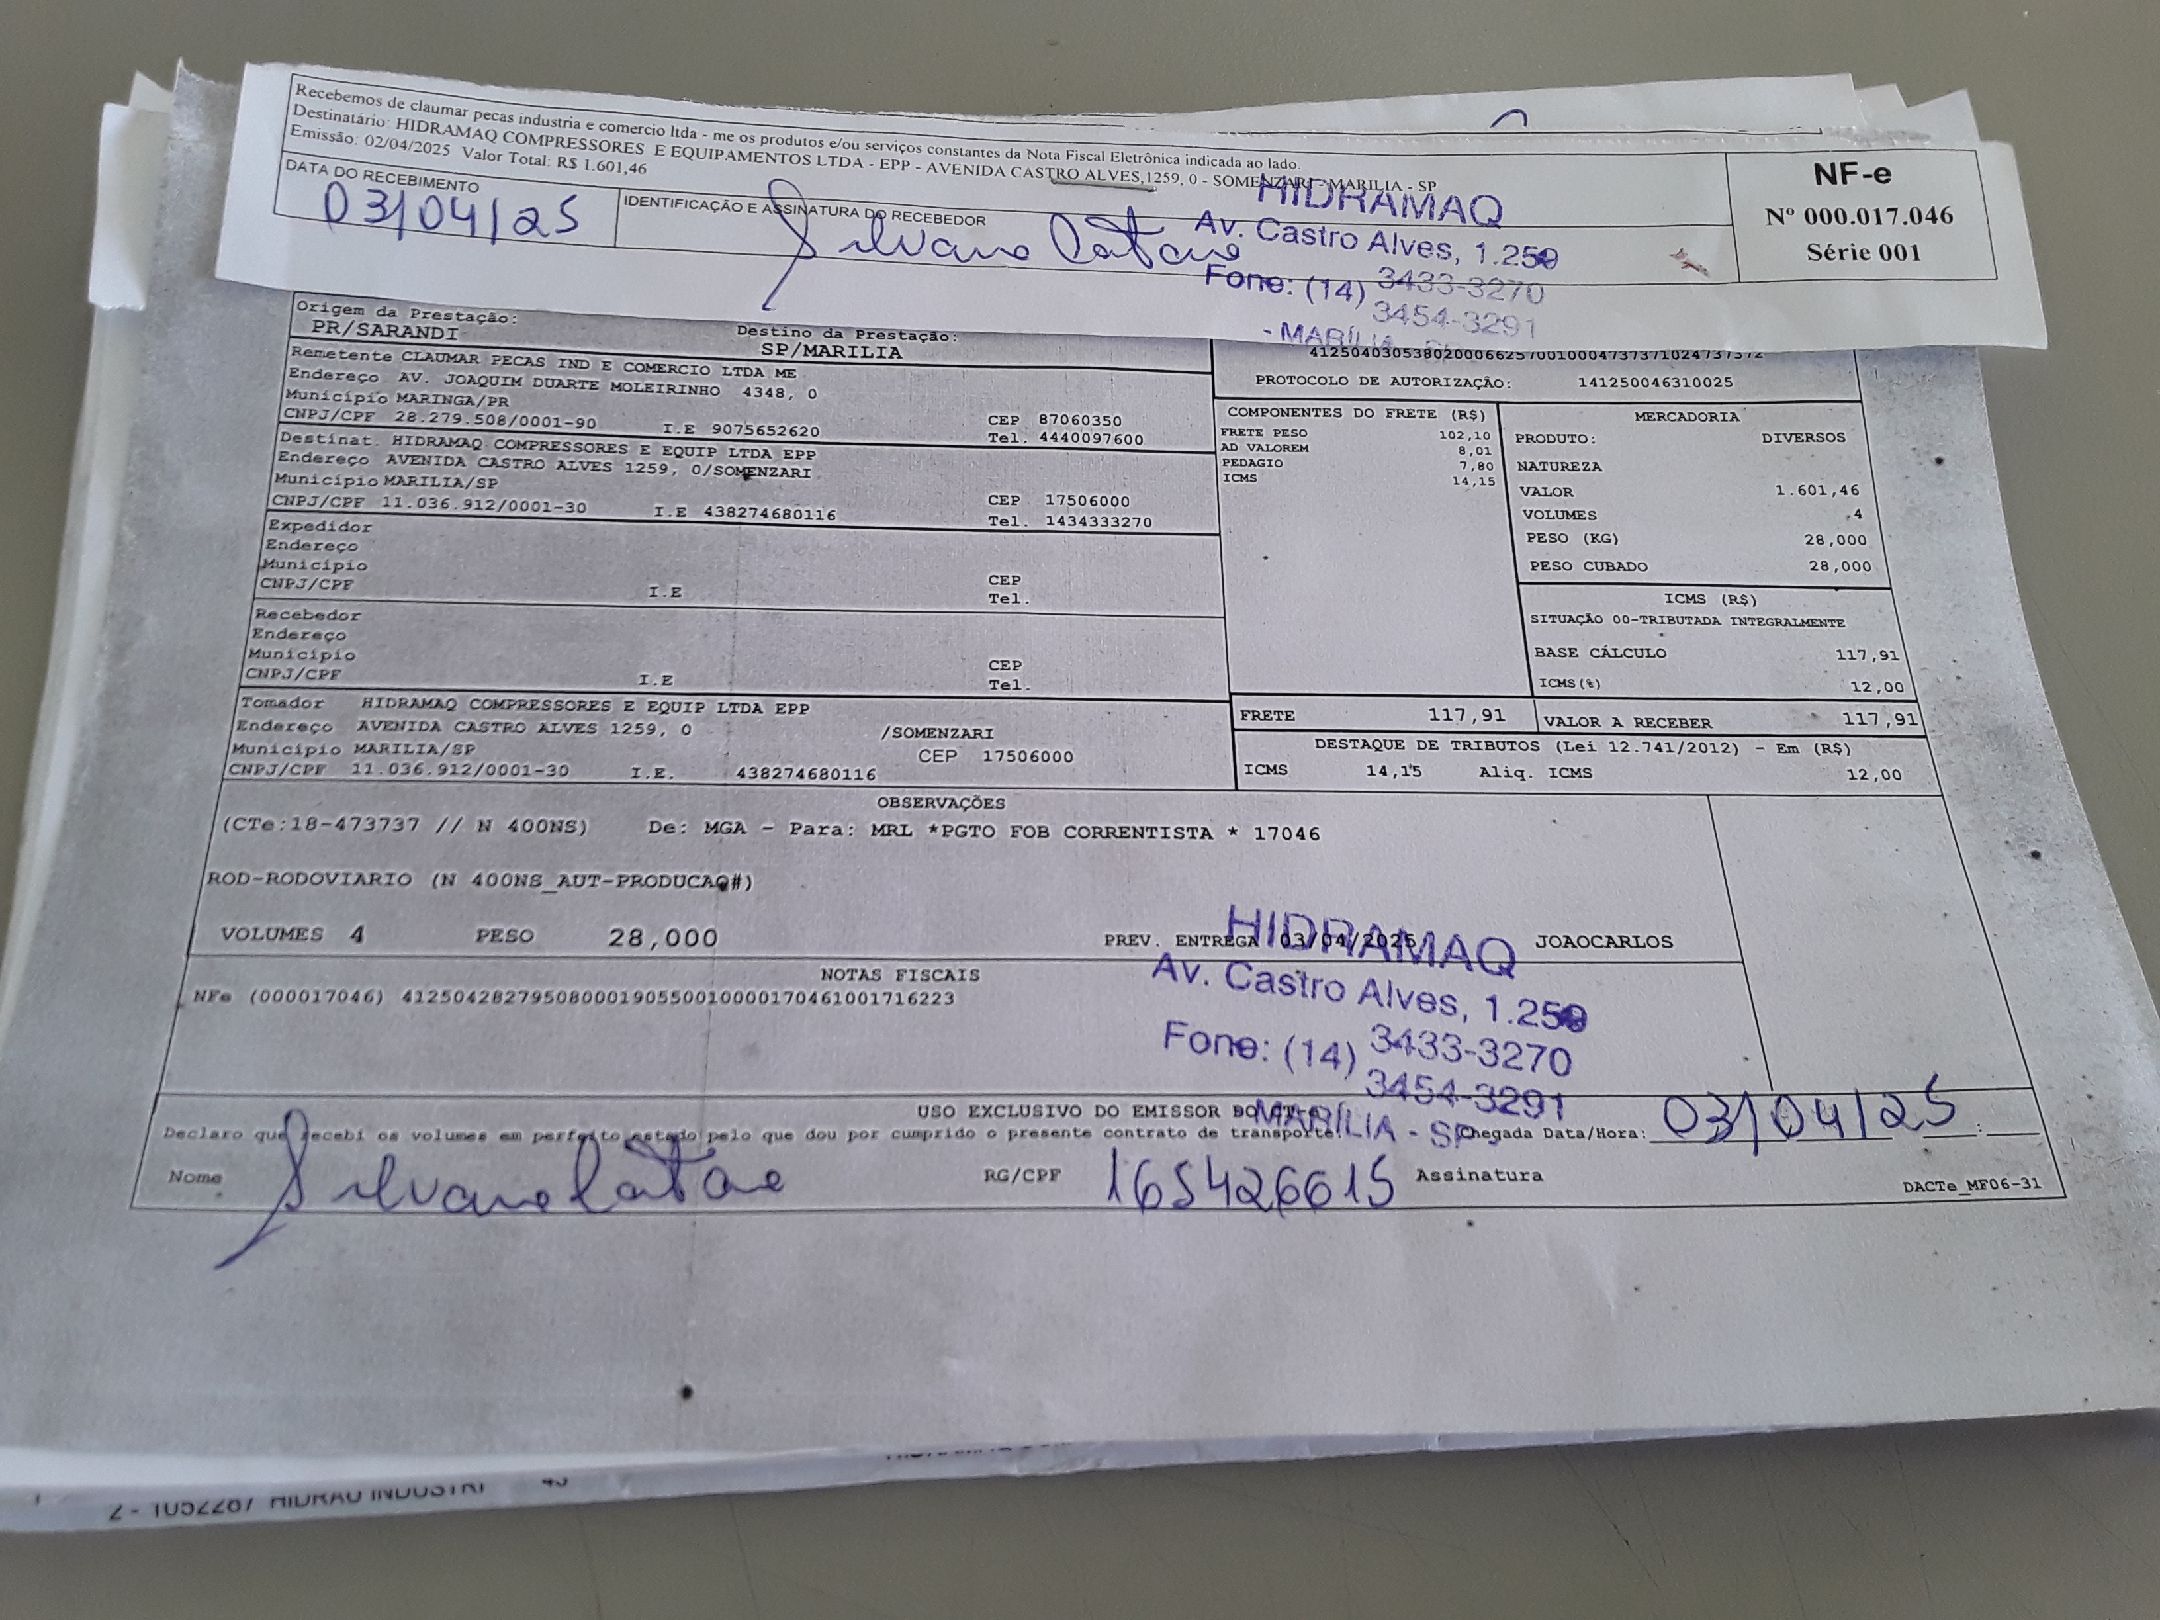 Recebemos de claumar pecas industria e comercio ltda - me os produtos e/ou serviços constantes da Nota Fiscal Eletrônica indicada ao lado.
Destinatário: HIDRAMAQ COMPRESSORES E EQUIPAMENTOS LTDA - EPP - AVENIDA CASTRO ALVES,1259, 0 - SOMENZARI - MARILIA - SP
Emissão: 02/04/2025 Valor Total: R$ 1.601,46
DATA DO RECEBIMENTO
03/04/25
IDENTIFICAÇÃO E ASSINATURA DO RECEBEDOR
Silvana
HIDRAMAQ
Av. Castro Alves, 1.259
Fone: (14) 3433-3270
3454-3291
- MARÍLIA - SP
NF-e
Nº 000.017.046
Série 001
Origem da Prestação:
PR/SARANDI
Destino da Prestação:
SP/MARILIA
PROTOCOLO DE AUTORIZAÇÃO: 141250046310025
Remetente CLAUMAR PECAS IND E COMERCIO LTDA ME
Endereço AV. JOAQUIM DUARTE MOLEIRINHO 4348, 0
Município MARINGA/PR
CEP 87060350
CNPJ/CPF 28.279.508/0001-90 I.E 9075652620
Tel. 4440097600
Destinat. HIDRAMAQ COMPRESSORES E EQUIP LTDA EPP
Endereço AVENIDA CASTRO ALVES 1259, 0/SOMENZARI
Município MARILIA/SP
CEP 17506000
CNPJ/CPF 11.036.912/0001-30 I.E 438274680116
Tel. 1434333270
Expedidor
Endereço
Município
CEP
CNPJ/CPF I.E
Tel.
Recebedor
Endereço
Município
CEP
CNPJ/CPF I.E
Tel.
Tomador HIDRAMAQ COMPRESSORES E EQUIP LTDA EPP
Endereço AVENIDA CASTRO ALVES 1259, 0 /SOMENZARI
Município MARILIA/SP CEP 17506000
CNPJ/CPF 11.036.912/0001-30 I.E. 438274680116
COMPONENTES DO FRETE (R$)
FRETE PESO 102,10
AD VALOREM 8,01
PEDAGIO 7,80
ICMS 14,15
MERCADORIA
PRODUTO: DIVERSOS
NATUREZA
VALOR 1.601,46
VOLUMES 4
PESO (KG) 28,000
PESO CUBADO 28,000
ICMS (R$)
SITUAÇÃO 00-TRIBUTADA INTEGRALMENTE
BASE CÁLCULO 117,91
ICMS(%) 12,00
FRETE 117,91
VALOR A RECEBER 117,91
DESTAQUE DE TRIBUTOS (Lei 12.741/2012) - Em (R$)
ICMS 14,15 Aliq. ICMS 12,00
OBSERVAÇÕES
(CTe:18-473737 // N 400NS) De: MGA - Para: MRL *PGTO FOB CORRENTISTA * 17046
ROD-RODOVIARIO (N 400NS_AUT-PRODUCAO#)
VOLUMES 4 PESO 28,000 PREV. ENTREGA 03/04/2025 JOAOCARLOS
NOTAS FISCAIS
NFe (000017046) 41250428279508000190550010000170461001716223
HIDRAMAQ
Av. Castro Alves, 1.259
Fone: (14) 3433-3270
3454-3291
MARÍLIA - SP
USO EXCLUSIVO DO EMISSOR DO
Declaro que recebi os volumes em perfeito estado pelo que dou por cumprido o presente contrato de transporte. Chegada Data/Hora: 03/04/25
Nome Silvana RG/CPF 165426615 Assinatura
DACTe_MF06-31